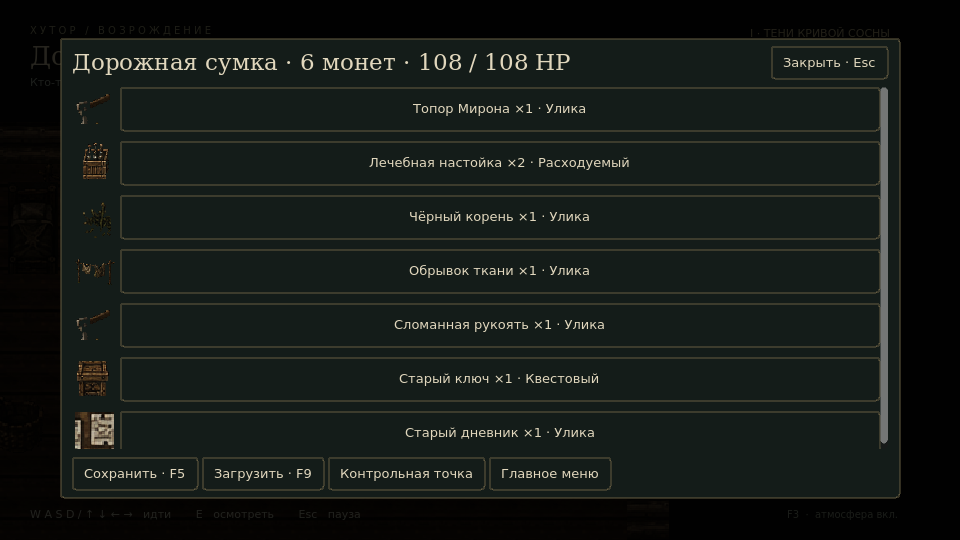 ХУТОР / ВОЗРОЖДЕНИЕ
I · ТЕНИ КРИВОЙ СОСНЫ
До
Кто-т
Дорожная сумка · 6 монет · 108 / 108 HP
Закрыть · Esc
Топор Мирона ×1 · Улика
Лечебная настойка ×2 · Расходуемый
Чёрный корень ×1 · Улика
Обрывок ткани ×1 · Улика
Сломанная рукоять ×1 · Улика
Старый ключ ×1 · Квестовый
Старый дневник ×1 · Улика
Сохранить · F5
Загрузить · F9
Контрольная точка
Главное меню
WASD/↑↓←→ идти E осмотреть Esc пауза
F3 · атмосфера вкл.